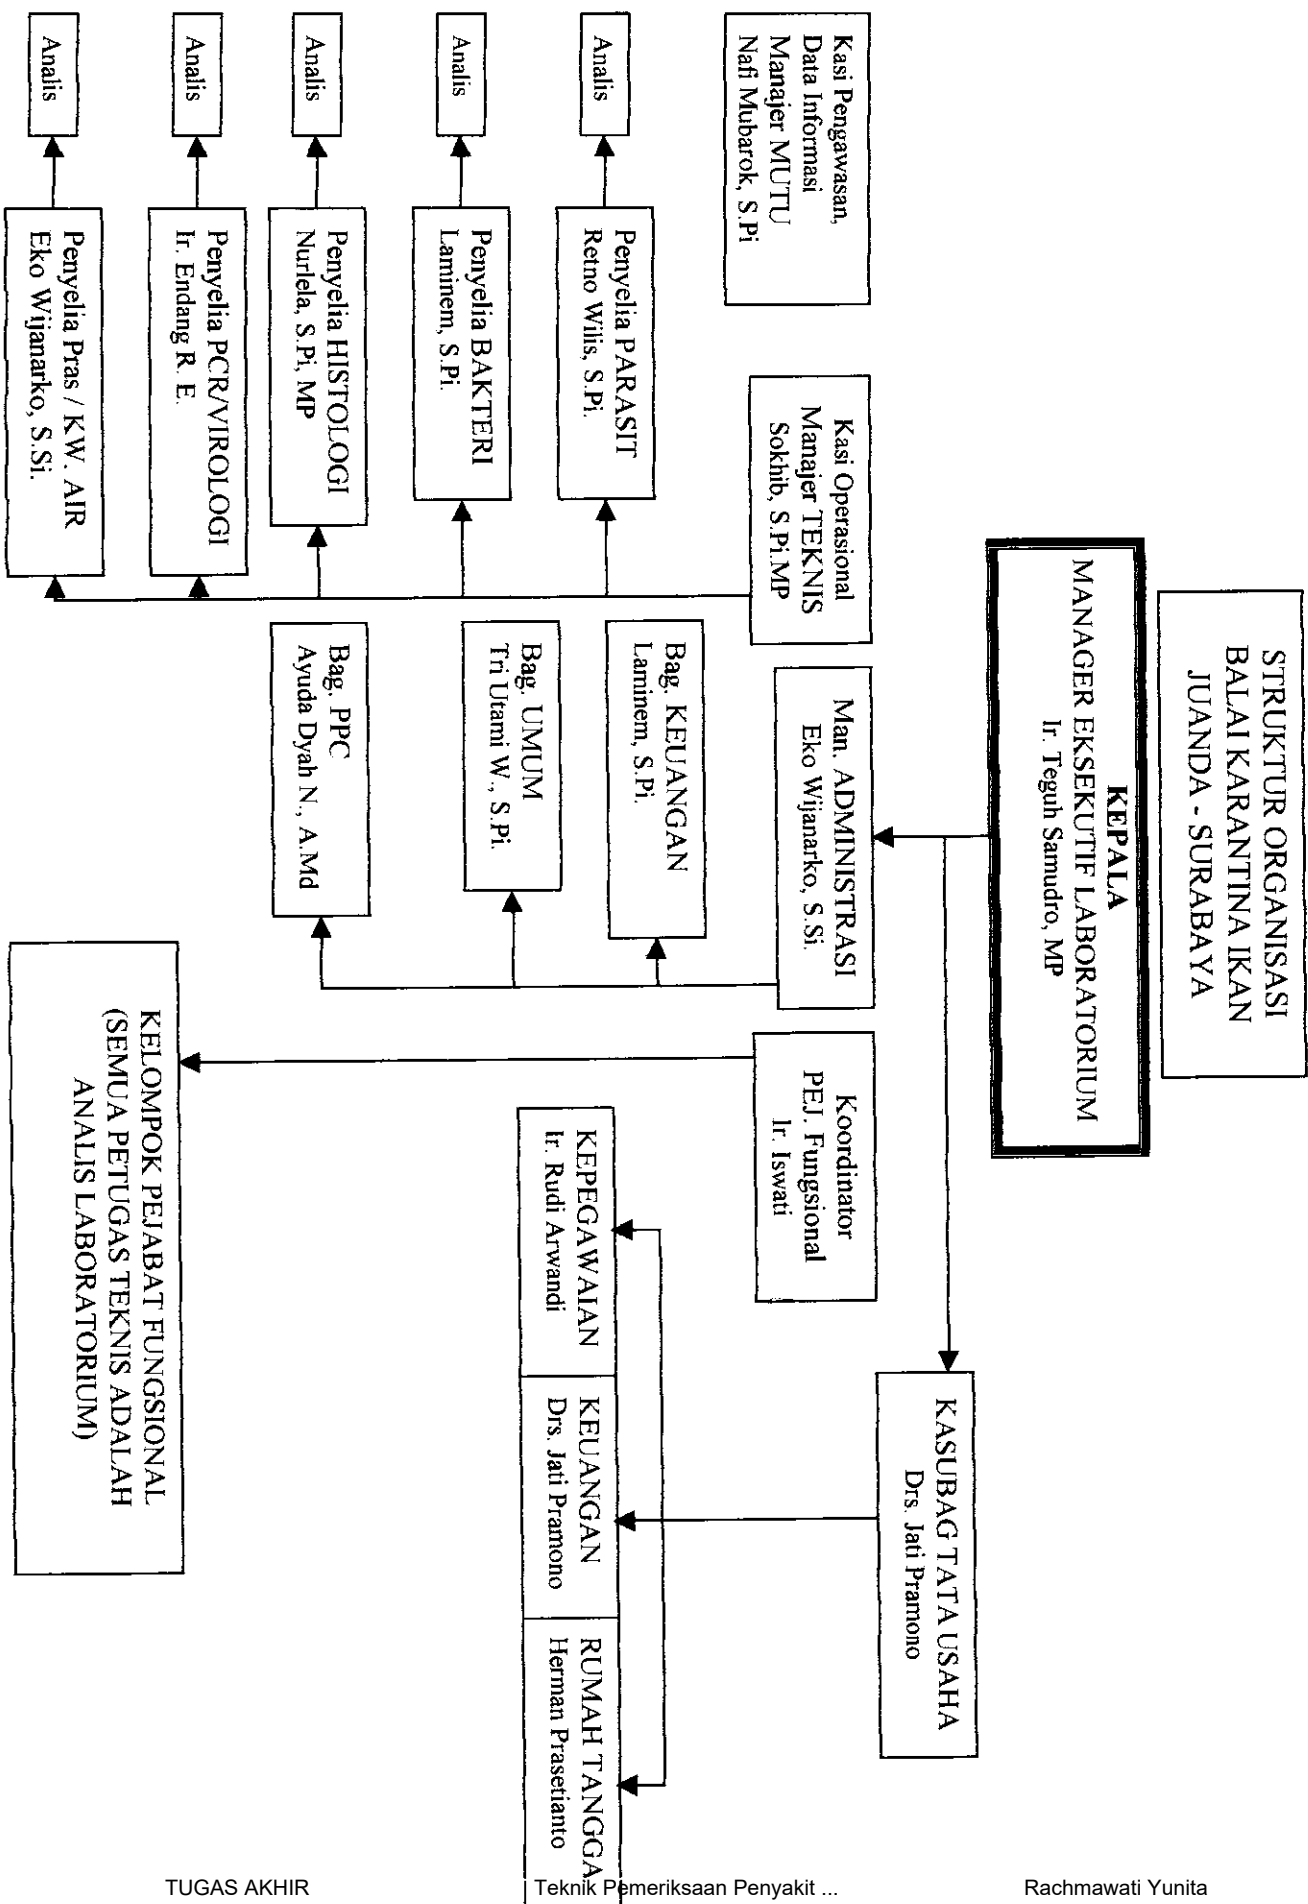 STRUKTUR ORGANISASI
BALAI KARANTINA IKAN
JUANDA - SURABAYA
KEPALA
MANAGER EKSEKUTIF LABORATORIUM
Ir. Teguh Samudro, MP
KASUBAG TATA USAHA
Drs. Jati Pramono
Kasi Pengawasan,
Data Informasi
Manajer MUTU
Nafi Mubarok, S.Pi
Kasi Operasional
Manajer TEKNIS
Sokhib, S.Pi.MP
Man. ADMINISTRASI
Eko Wijanarko, S.Si.
Koordinator
PEJ. Fungsional
Ir. Iswati
KEPEGAWAIAN
Ir. Rudi Arwandi
KEUANGAN
Drs. Jati Pramono
RUMAH TANGGA
Herman Prasetianto
Penyelia PARASIT
Retno Wilis, S.Pi.
Analis
Penyelia BAKTERI
Laminem, S.Pi.
Analis
Penyelia HISTOLOGI
Nurlela, S.Pi, MP
Analis
Penyelia PCR/VIROLOGI
Ir. Endang R. E.
Analis
Penyelia Pras / KW. AIR
Eko Wijanarko, S.Si.
Analis
Bag. KEUANGAN
Laminem, S.Pi.
Bag. UMUM
Tri Utami W., S.Pi.
Bag. PPC
Ayuda Dyah N., A.Md
KELOMPOK PEJABAT FUNGSIONAL
(SEMUA PETUGAS TEKNIS ADALAH
ANALIS LABORATORIUM)
TUGAS AKHIR
Teknik Pemeriksaan Penyakit ...
Rachmawati Yunita